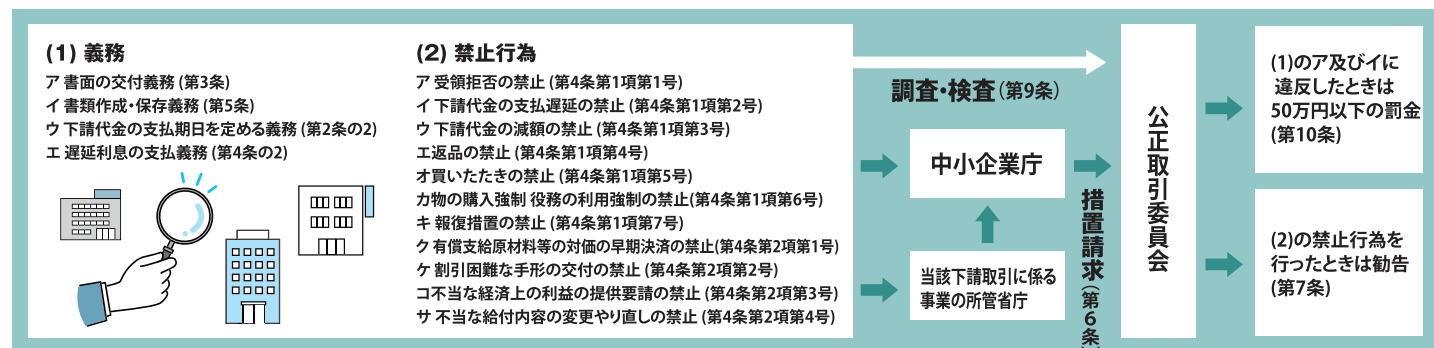 (1) 義務
ア 書面の交付義務 (第3条)
イ 書類作成・保存義務 (第5条)
ウ 下請代金の支払期日を定める義務 (第2条の2)
エ 遅延利息の支払義務 (第4条の2)
(2) 禁止行為
ア 受領拒否の禁止 (第4条第1項第1号)
イ 下請代金の支払遅延の禁止 (第4条第1項第2号)
ウ 下請代金の減額の禁止 (第4条第1項第3号)
エ返品の禁止 (第4条第1項第4号)
オ買いたたきの禁止 (第4条第1項第5号)
カ物の購入強制 役務の利用強制の禁止(第4条第1項第6号)
キ 報復措置の禁止 (第4条第1項第7号)
ク 有償支給原材料等の対価の早期決済の禁止(第4条第2項第1号)
ケ 割引困難な手形の交付の禁止 (第4条第2項第2号)
コ不当な経済上の利益の提供要請の禁止 (第4条第2項第3号)
サ 不当な給付内容の変更やり直しの禁止 (第4条第2項第4号)
調査・検査(第9条)
中小企業庁
当該下請取引に係る
事業の所管省庁
措置請求(第6条)
公正取引委員会
(1)のア及びイに
違反したときは
50万円以下の罰金
(第10条)
(2)の禁止行為を
行ったときは勧告
(第7条)